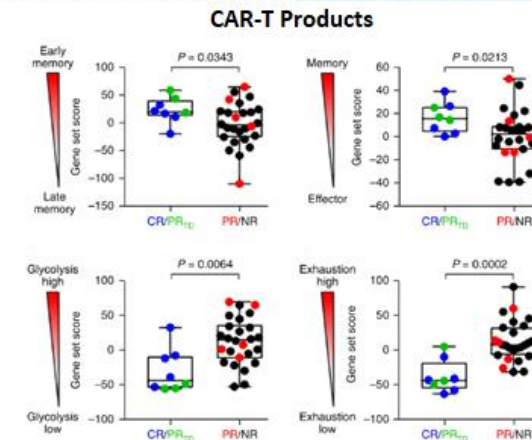 CAR-T Products
Early
memory
Late
memory
Gene set score
100
50
0
−50
−100
−150
P = 0.0343
CR/PRTD
PR/NR
Memory
Effector
Gene set score
60
40
20
0
−20
−40
−60
P = 0.0213
CR/PRTD
PR/NR
Glycolysis
high
Glycolysis
low
Gene set score
100
50
0
−50
−100
P = 0.0064
CR/PRTD
PR/NR
Exhaustion
high
Exhaustion
low
Gene set score
100
50
0
−50
−100
P = 0.0002
CR/PRTD
PR/NR